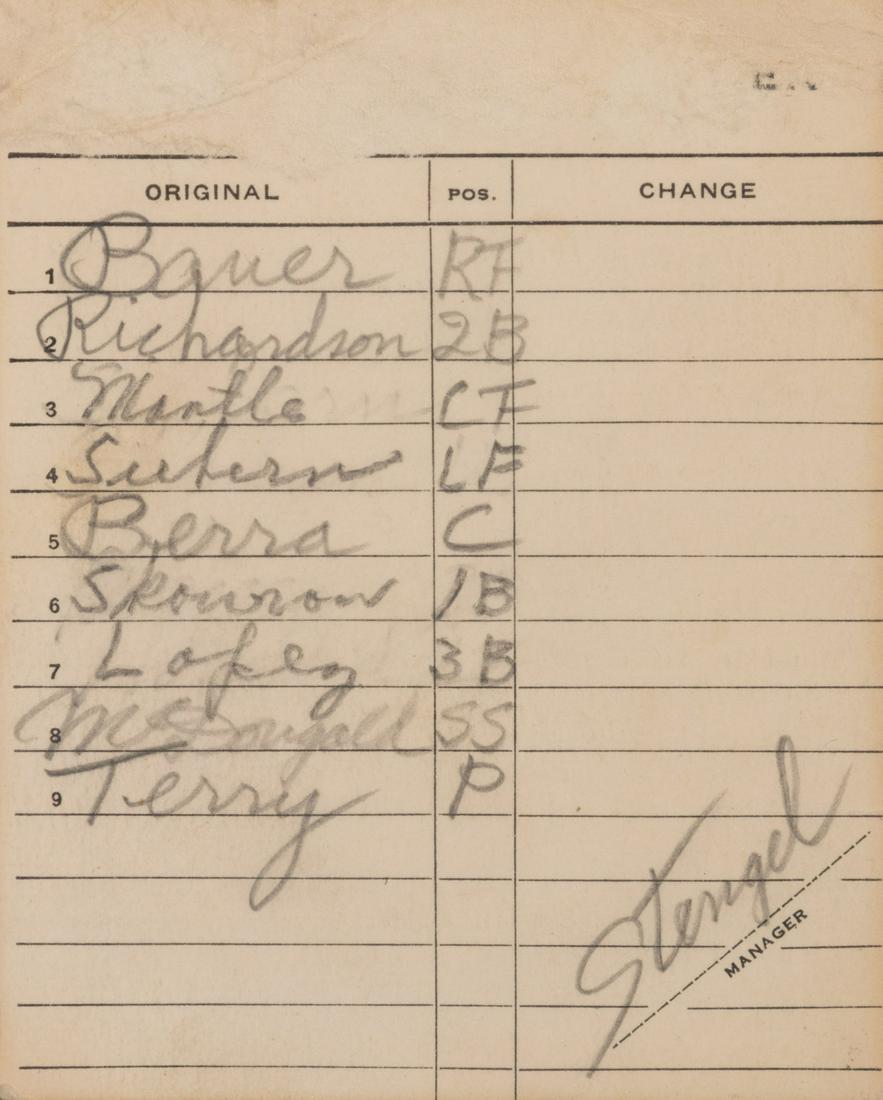 ORIGINAL POS. CHANGE
1 Bauer RF
2 Richardson 2B
3 Mantle CF
4 Siebern LF
5 Berra C
6 Skowron 1B
7 Lopez 3B
8 McDougald SS
9 Terry P
Stengel
MANAGER